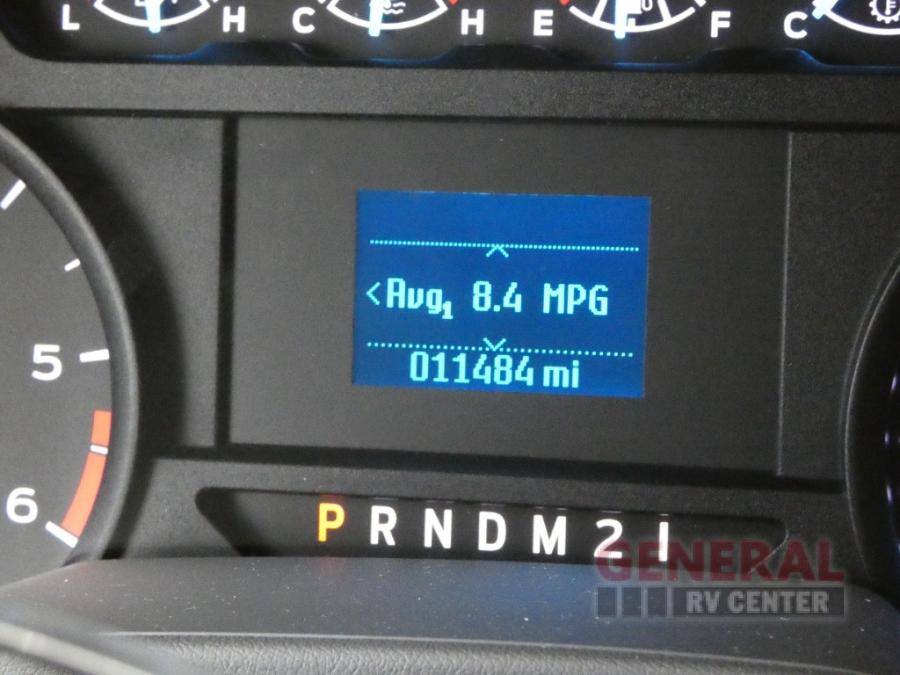 L H C H E F C
<Avg1 8.4 MPG
5
011484 mi
6
P R N D M 2 1
GENERAL
RV CENTER